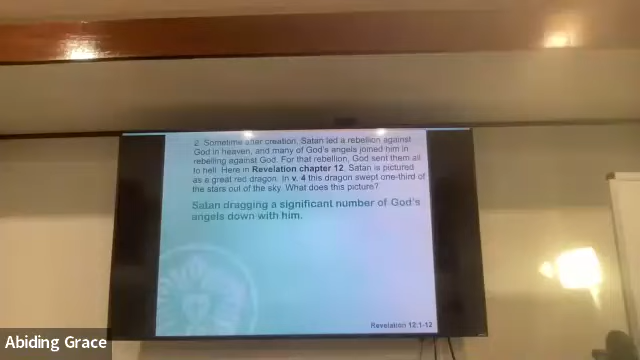 2. Sometime after creation, Satan led a rebellion against
God in heaven, and many of God's angels joined him in
rebelling against God. For that rebellion, God sent them all
to hell. Here in Revelation chapter 12, Satan is pictured
as a great red dragon. In v. 4 this dragon swept one-third of
the stars out of the sky. What does this picture?
Satan dragging a significant number of God's
angels down with him.
Revelation 12:1-12
Abiding Grace